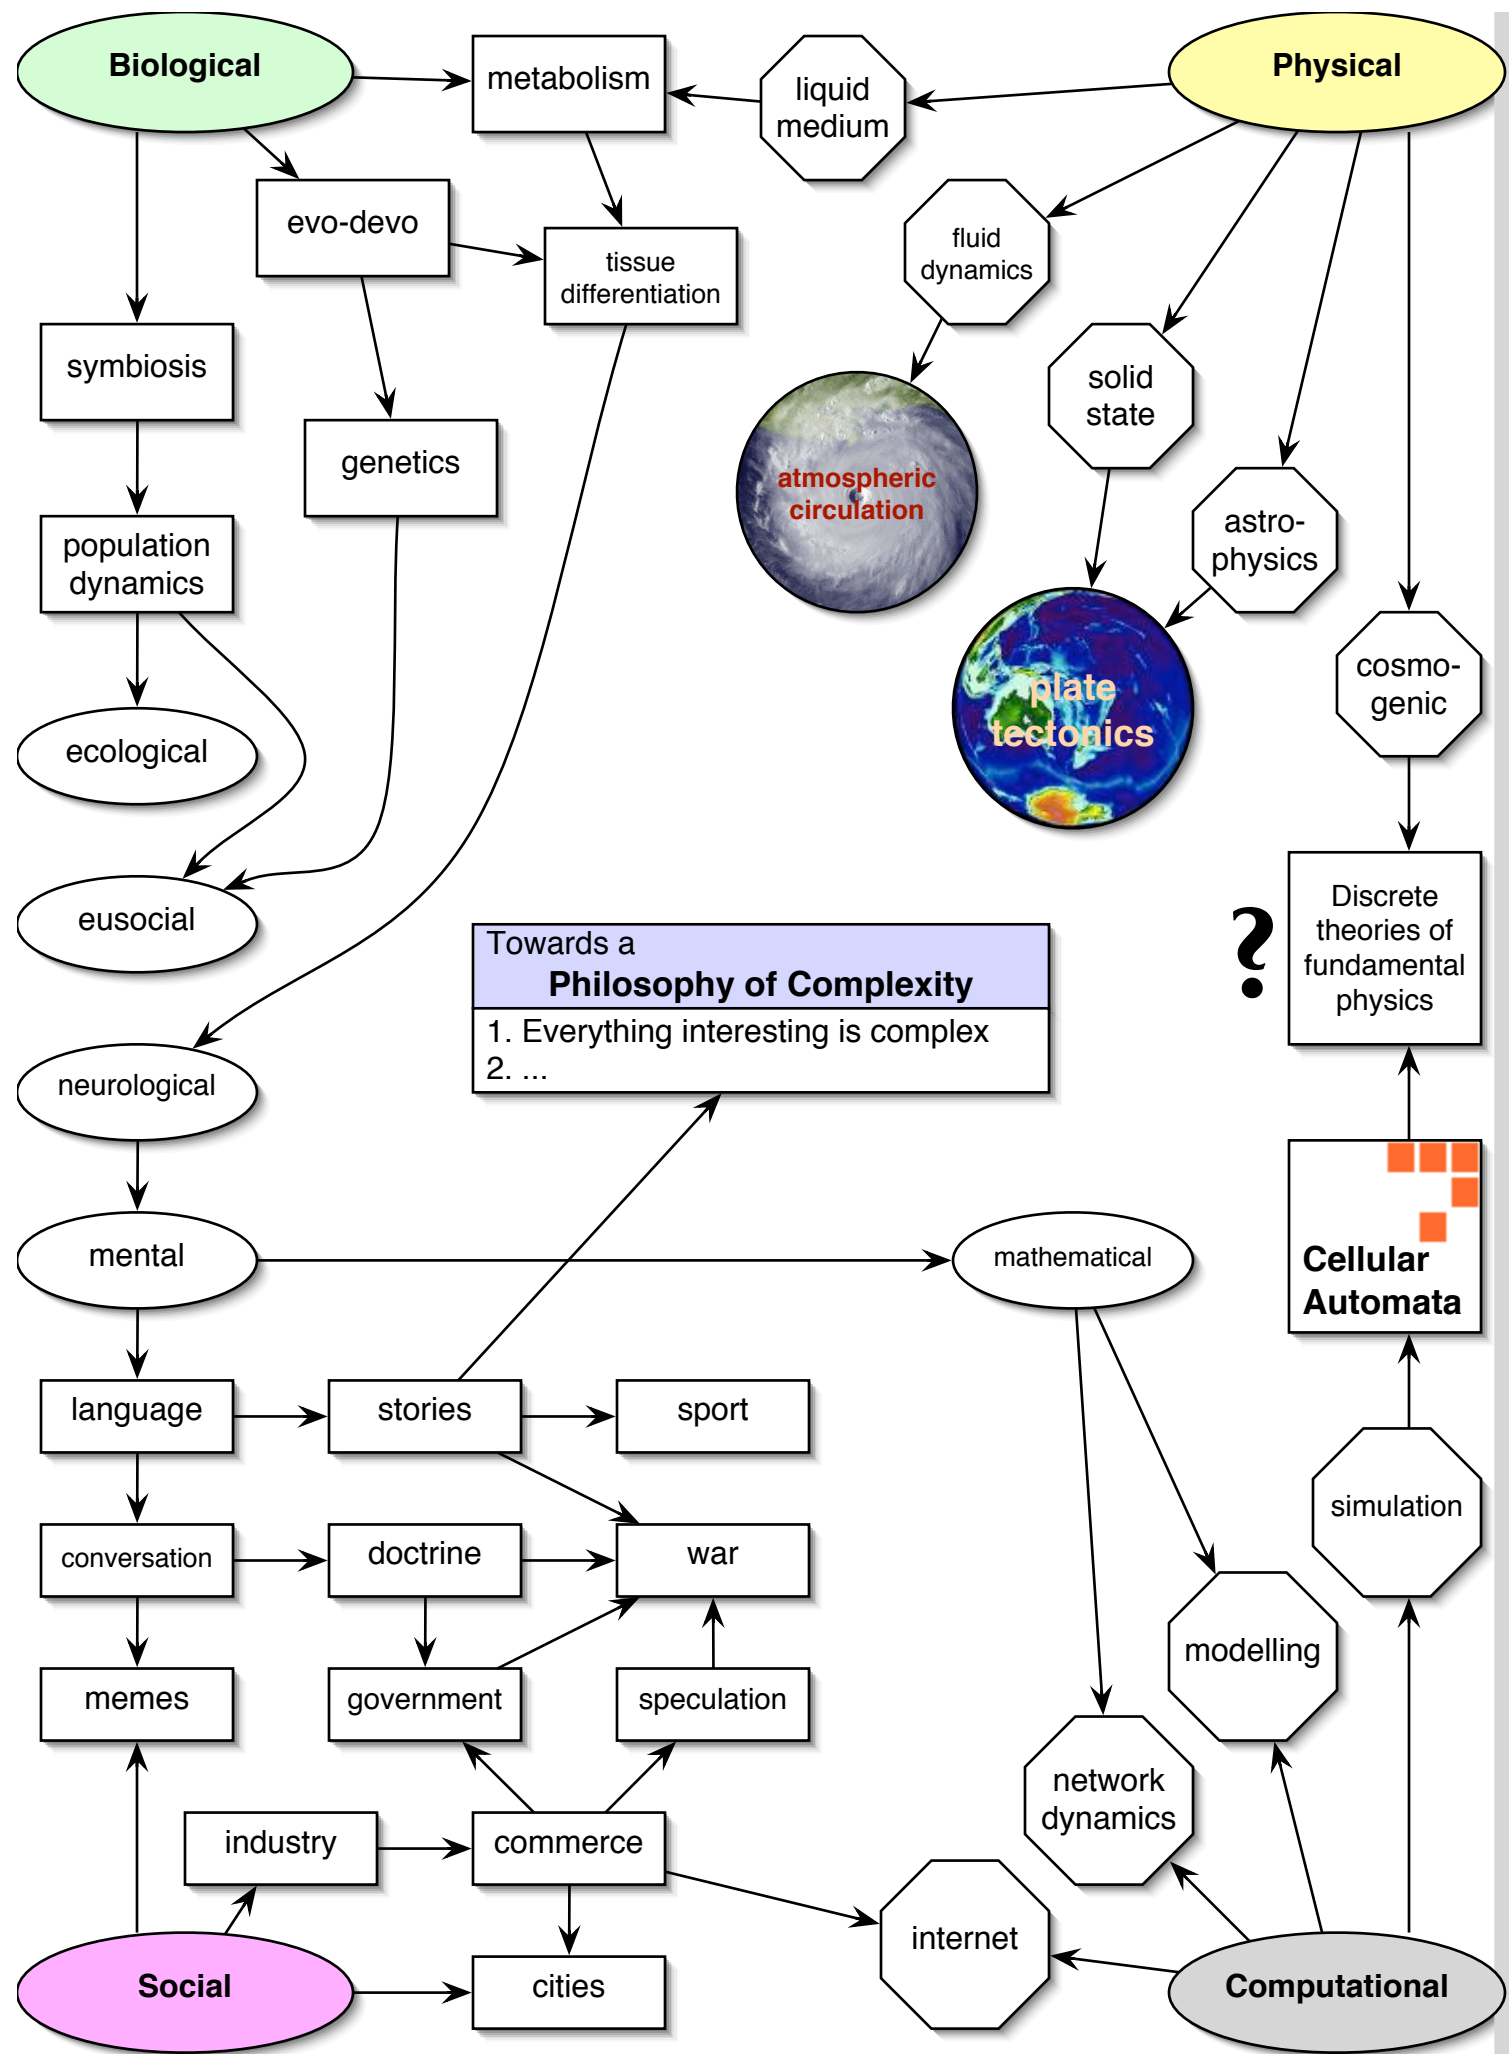 Biological
metabolism
liquid
medium
Physical
evo-devo
tissue
differentiation
fluid
dynamics
symbiosis
solid
state
genetics
atmospheric
circulation
astro-
physics
population
dynamics
cosmo-
genic
plate
tectonics
ecological
eusocial
?
Discrete
theories of
fundamental
physics
Towards a
Philosophy of Complexity
1. Everything interesting is complex
2. ...
neurological
mental
mathematical
Cellular
Automata
language
stories
sport
simulation
conversation
doctrine
war
modelling
memes
government
speculation
network
dynamics
industry
commerce
internet
Social
cities
Computational